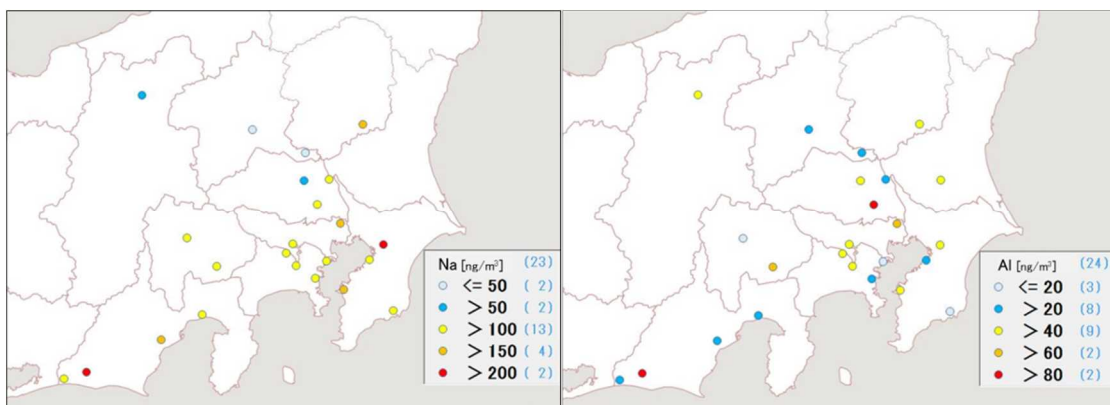 Na [ng/m³] (23)
<= 50 ( 2)
> 50 ( 2)
> 100 (13)
> 150 ( 4)
> 200 ( 2)
Al [ng/m³] (24)
<= 20 (3)
> 20 (8)
> 40 (9)
> 60 (2)
> 80 (2)